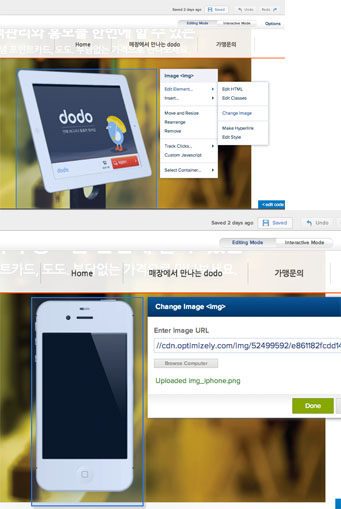 Saved 2 days ago Saved Undo Redo
Editing Mode Interactive Mode Options
Home 매장에서 만나는 dodo 가맹문의
dodo
dodo
Image <img>
Edit Element...
Insert...
Move and Resize
Rearrange
Remove
Track Clicks...
Custom Javascript
Select Container...
Edit HTML
Edit Classes
Change Image
Make Hyperlink
Edit Style
<edit code
Saved 2 days ago Saved Undo
Editing Mode Interactive Mode
Home 매장에서 만나는 dodo 가맹문의
Change Image <img>
Enter Image URL
//cdn.optimizely.com/img/52499592/e861182fcdd14
Browse Computer
Uploaded img_iphone.png
Done